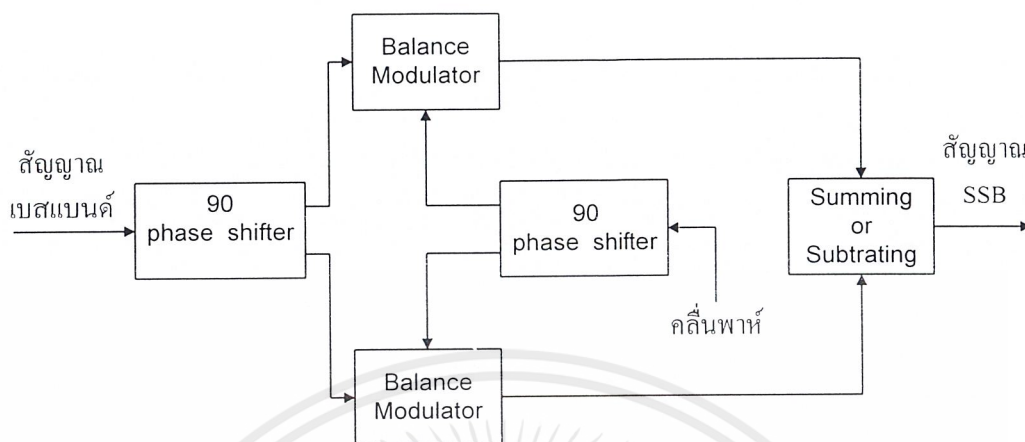 Balance
Modulator
สัญญาณ
เบสแบนด์
90
phase shifter
90
phase shifter
คลื่นพาห์
Summing
or
Subtrating
สัญญาณ
SSB
Balance
Modulator